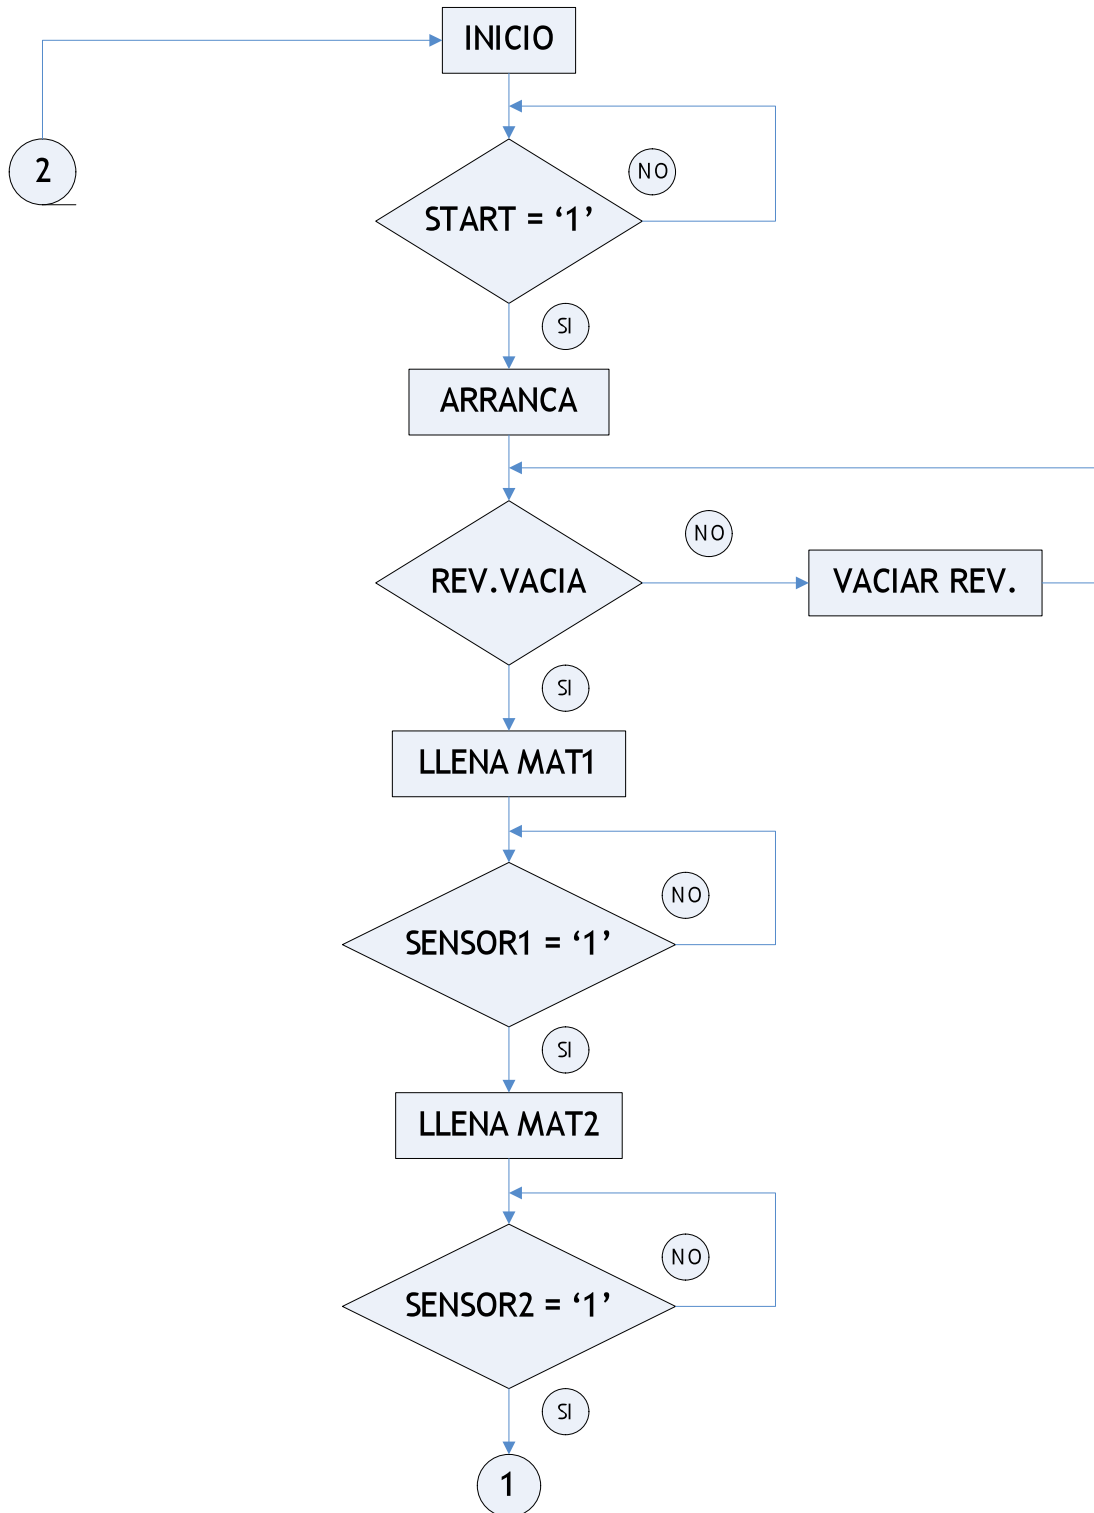 INICIO
2
NO
START = ‘1’
SI
ARRANCA
NO
REV.VACIA
VACIAR REV.
SI
LLENA MAT1
NO
SENSOR1 = ‘1’
SI
LLENA MAT2
NO
SENSOR2 = ‘1’
SI
1